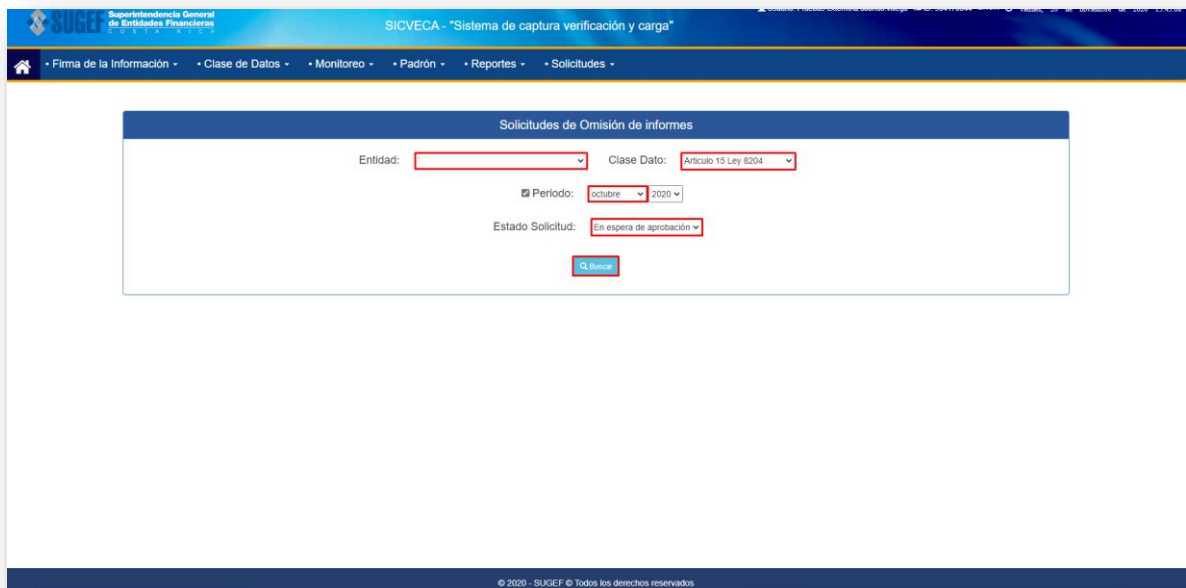 SUGEF Superintendencia General
de Entidades Financieras
COSTA RICA
SICVECA - "Sistema de captura verificación y carga"
• Firma de la Información
• Clase de Datos
• Monitoreo
• Padrón
• Reportes
• Solicitudes
Solicitudes de Omisión de informes
Entidad:
Clase Dato: Articulo 15 Ley 8204
Periodo: octubre 2020
Estado Solicitud: En espera de aprobación
Buscar
© 2020 - SUGEF © Todos los derechos reservados